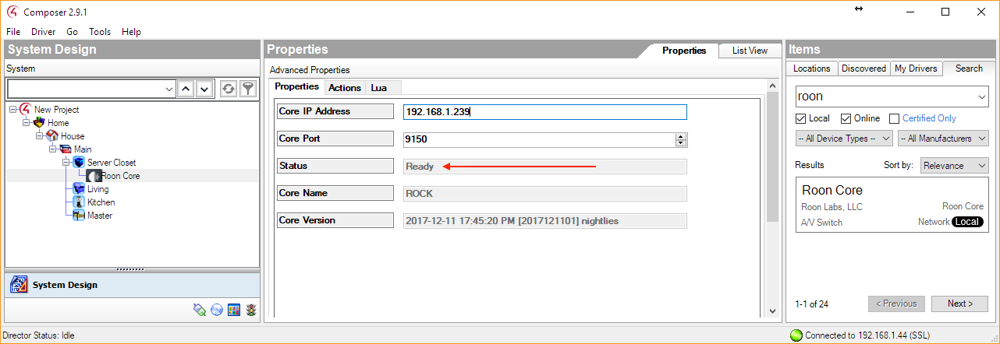 Composer 2.9.1
File Driver Go Tools Help
System Design
System
New Project
Home
House
Main
Server Closet
Roon Core
Living
Kitchen
Master
System Design
Properties
Properties List View
Advanced Properties
Properties Actions Lua
Core IP Address 192.168.1.239
Core Port 9150
Status Ready
Core Name ROCK
Core Version 2017-12-11 17:45:20 PM [2017121101] nightlies
Items
Locations Discovered My Drivers Search
roon
Local Online Certified Only
-- All Device Types -- -- All Manufacturers
Results Sort by: Relevance
Roon Core
Roon Labs, LLC Roon Core
A/V Switch Network Local
1-1 of 24 < Previous Next >
Director Status: Idle Connected to 192.168.1.44 (SSL)